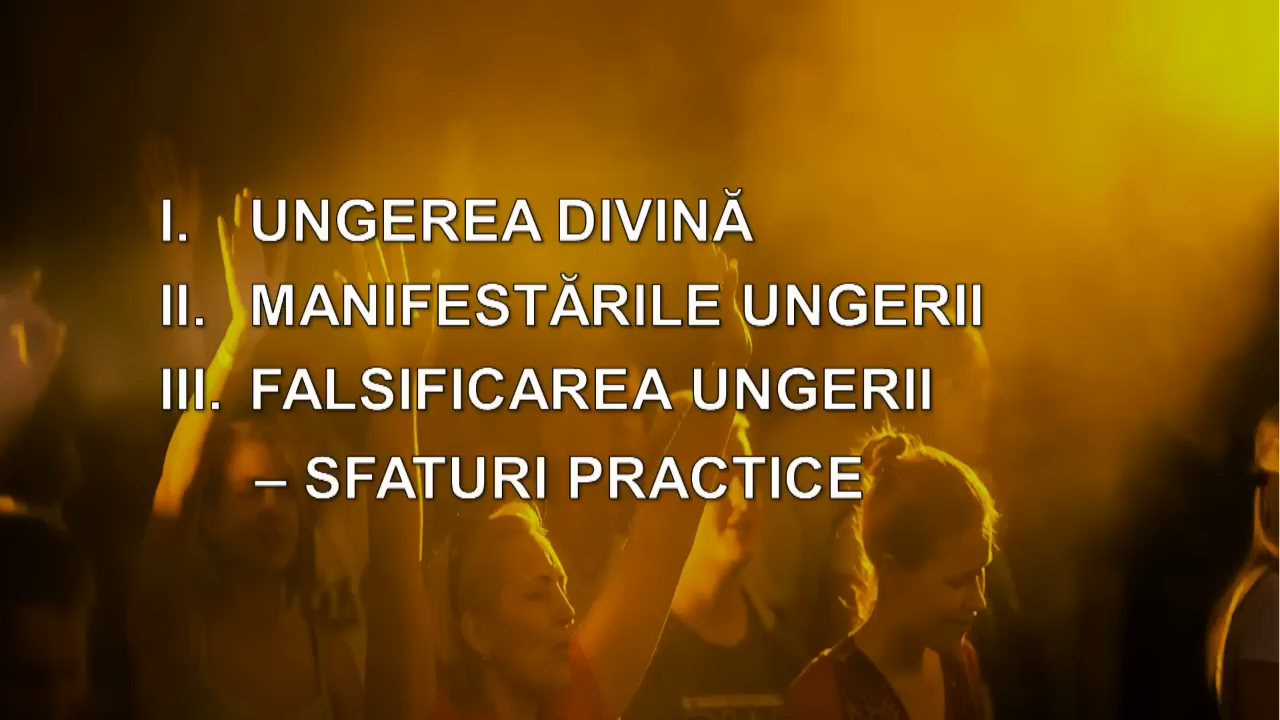 I. UNGEREA DIVINĂ
II. MANIFESTĂRILE UNGERII
III. FALSIFICAREA UNGERII
– SFATURI PRACTICE